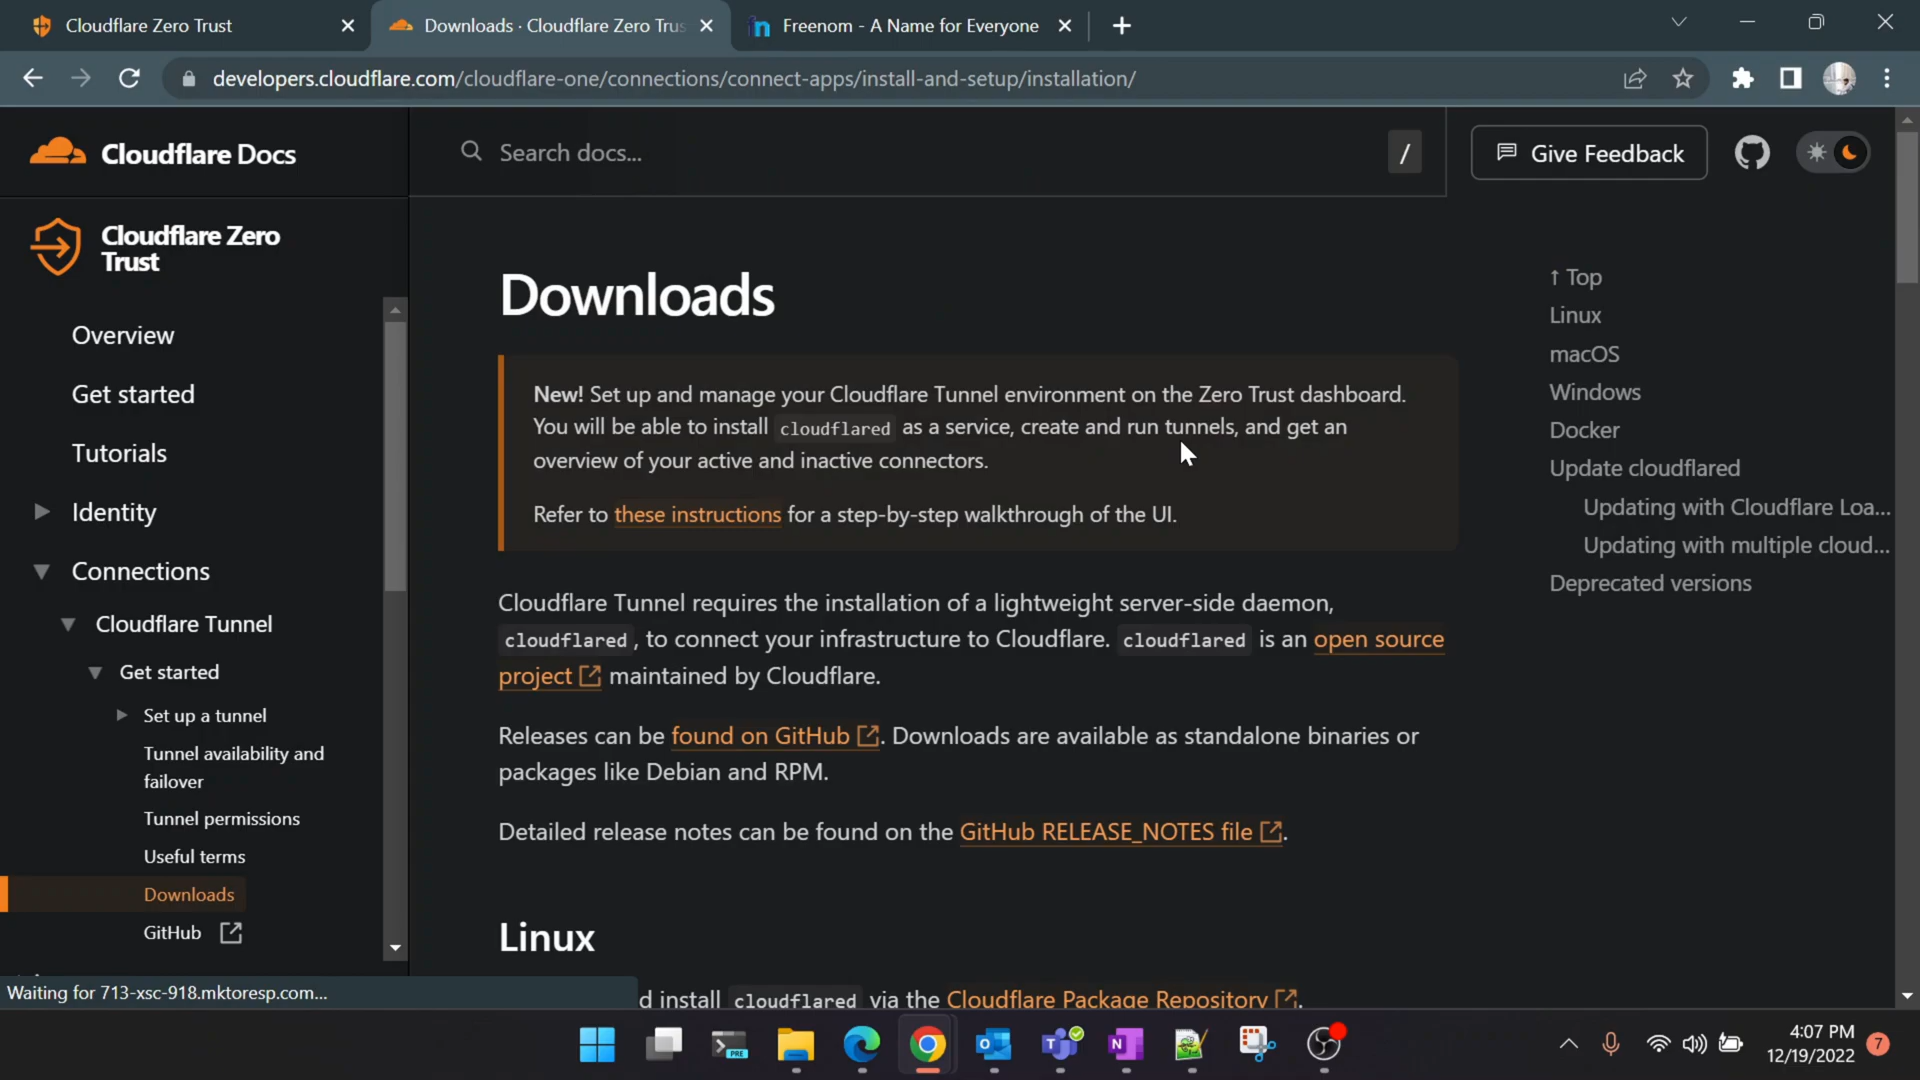 Cloudflare Zero Trust
Downloads · Cloudflare Zero Trus
Freenom - A Name for Everyone
developers.cloudflare.com/cloudflare-one/connections/connect-apps/install-and-setup/installation/
Cloudflare Docs
Search docs...
/
Give Feedback
Cloudflare Zero
Trust
Overview
Get started
Tutorials
Identity
Connections
Cloudflare Tunnel
Get started
Set up a tunnel
Tunnel availability and
failover
Tunnel permissions
Useful terms
Downloads
GitHub
Downloads
New! Set up and manage your Cloudflare Tunnel environment on the Zero Trust dashboard.
You will be able to install cloudflared as a service, create and run tunnels, and get an
overview of your active and inactive connectors.
Refer to these instructions for a step-by-step walkthrough of the UI.
Cloudflare Tunnel requires the installation of a lightweight server-side daemon,
cloudflared, to connect your infrastructure to Cloudflare. cloudflared is an open source
project maintained by Cloudflare.
Releases can be found on GitHub. Downloads are available as standalone binaries or
packages like Debian and RPM.
Detailed release notes can be found on the GitHub RELEASE_NOTES file.
Linux
d install cloudflared via the Cloudflare Package Repository.
↑ Top
Linux
macOS
Windows
Docker
Update cloudflared
Updating with Cloudflare Loa...
Updating with multiple cloud...
Deprecated versions
Waiting for 713-xsc-918.mktoresp.com...
PRE
4:07 PM
12/19/2022
7